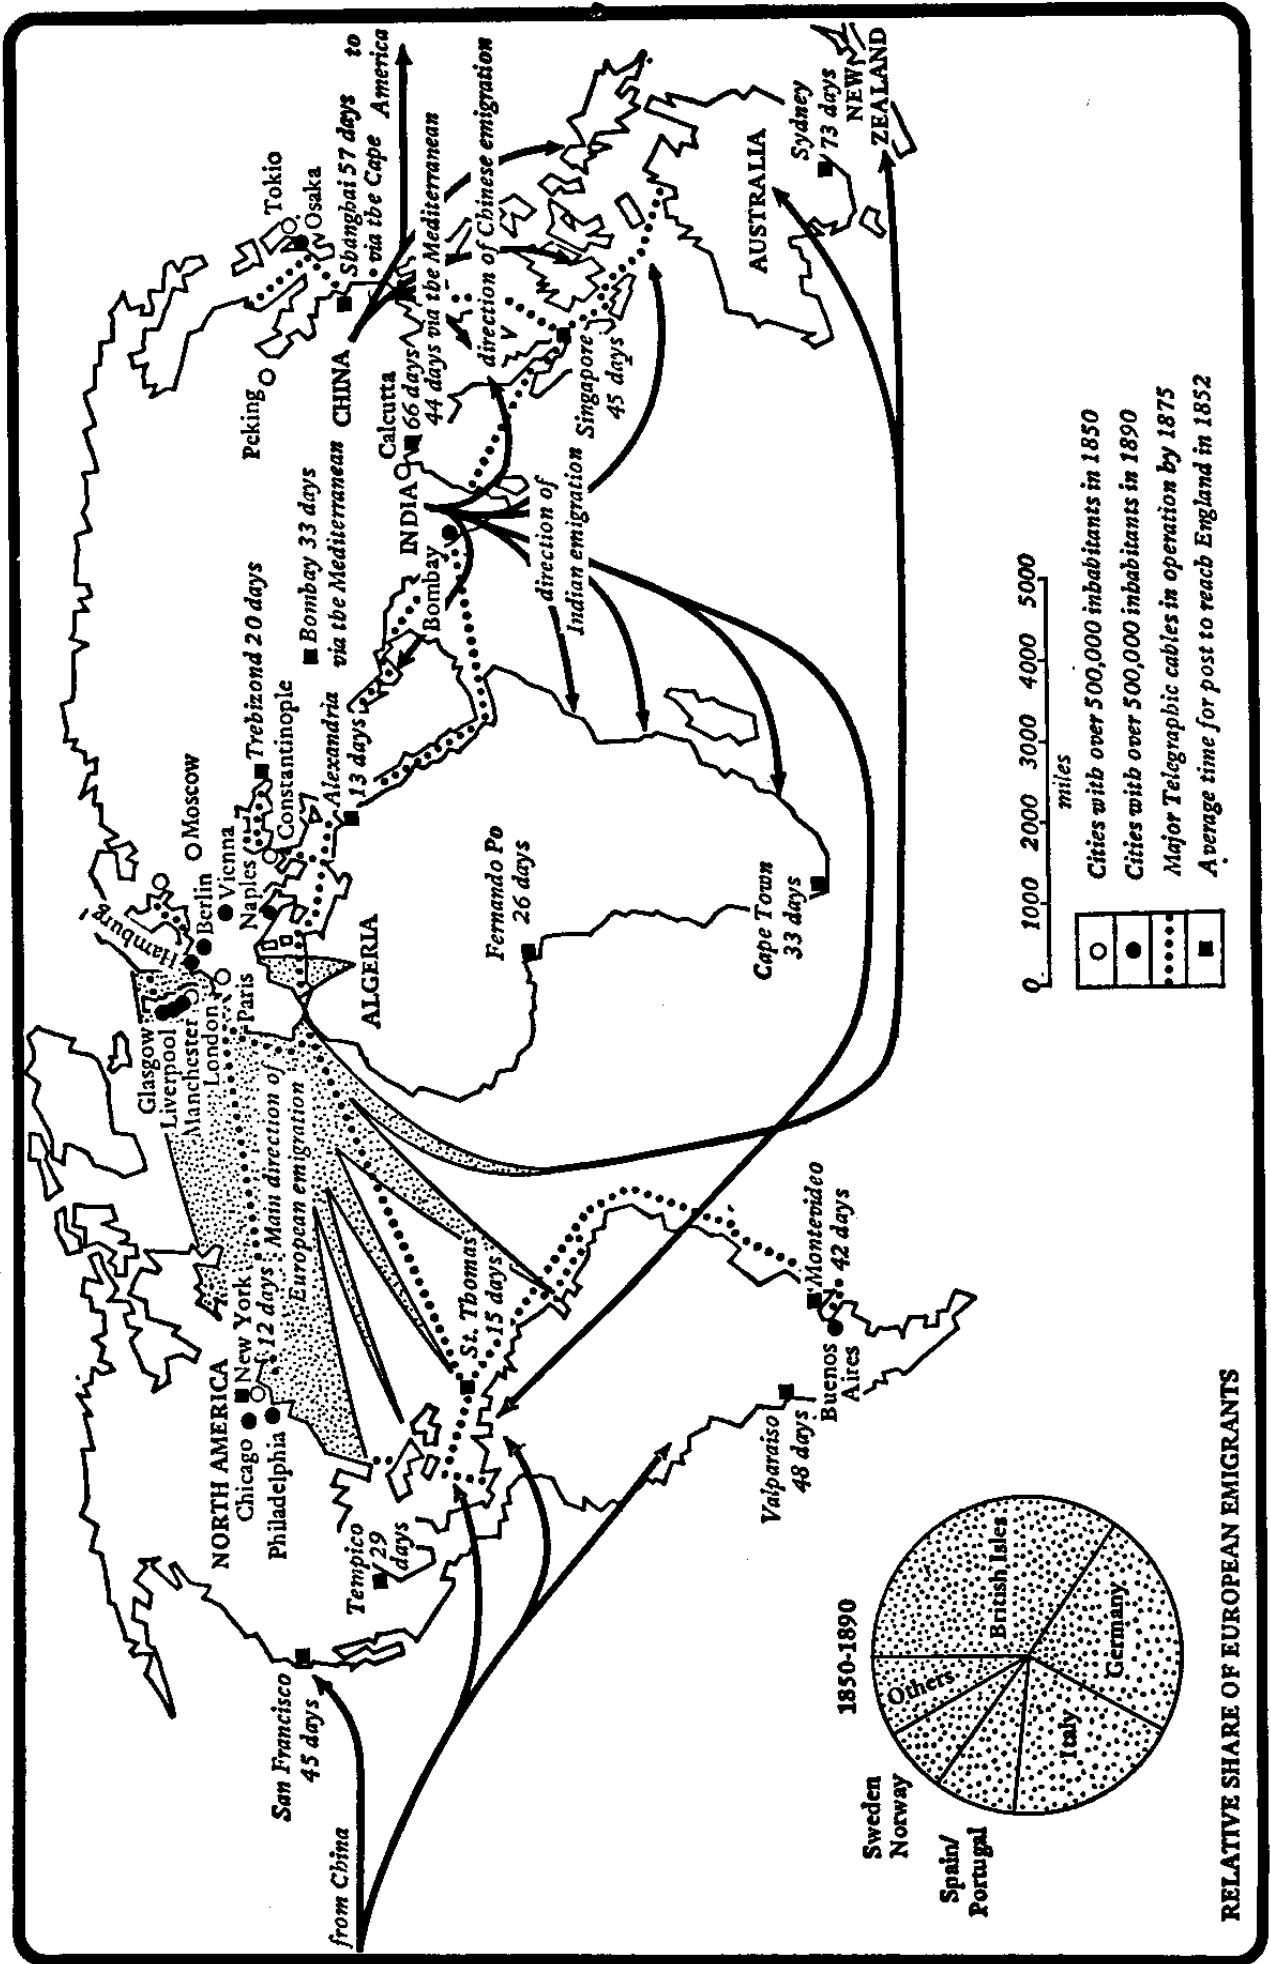 NORTH AMERICA
Chicago
Philadelphia
New York
12 days
Main direction of
European emigration
Glasgow
Liverpool
Manchester
London
Paris
Hamburg
Berlin
Vienna
Naples
Moscow
Trebizond 20 days
Constantinople
Alexandria
13 days
ALGERIA
Bombay 33 days
via the Mediterranean
Peking
CHINA
Tokio
Osaka
Shanghai 57 days to
via the Cape America
Calcutta
66 days
44 days via the Mediterranean
INDIA
Bombay
direction of Chinese emigration
direction of
Indian emigration
Singapore
45 days
AUSTRALIA
Sydney
73 days
NEW
ZEALAND
San Francisco
45 days
from China
Tempico
29
days
St. Thomas
15 days
Fernando Po
26 days
Cape Town
33 days
Montevideo
42 days
Buenos
Aires
Valparaiso
48 days
1850-1890
British Isles
Germany
Italy
Spain/
Portugal
Sweden
Norway
Others
RELATIVE SHARE OF EUROPEAN EMIGRANTS
0 1000 2000 3000 4000 5000
miles
Cities with over 500,000 inhabitants in 1850
Cities with over 500,000 inhabitants in 1890
Major Telegraphic cables in operation by 1875
Average time for post to reach England in 1852